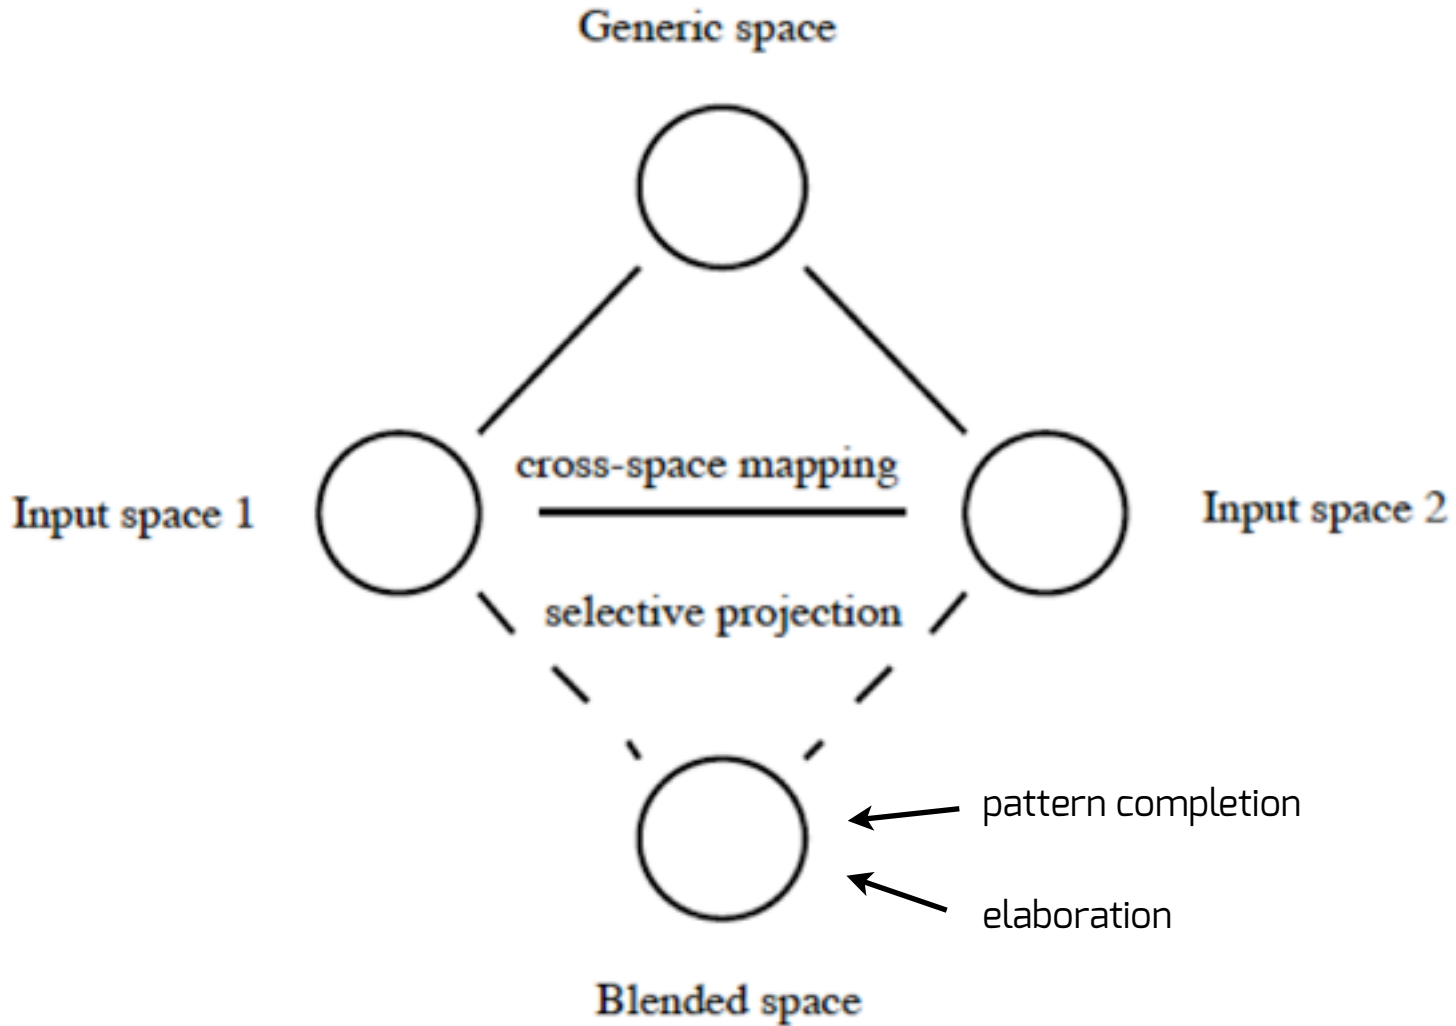 Generic space
cross-space mapping
Input space 1
Input space 2
selective projection
pattern completion
elaboration
Blended space